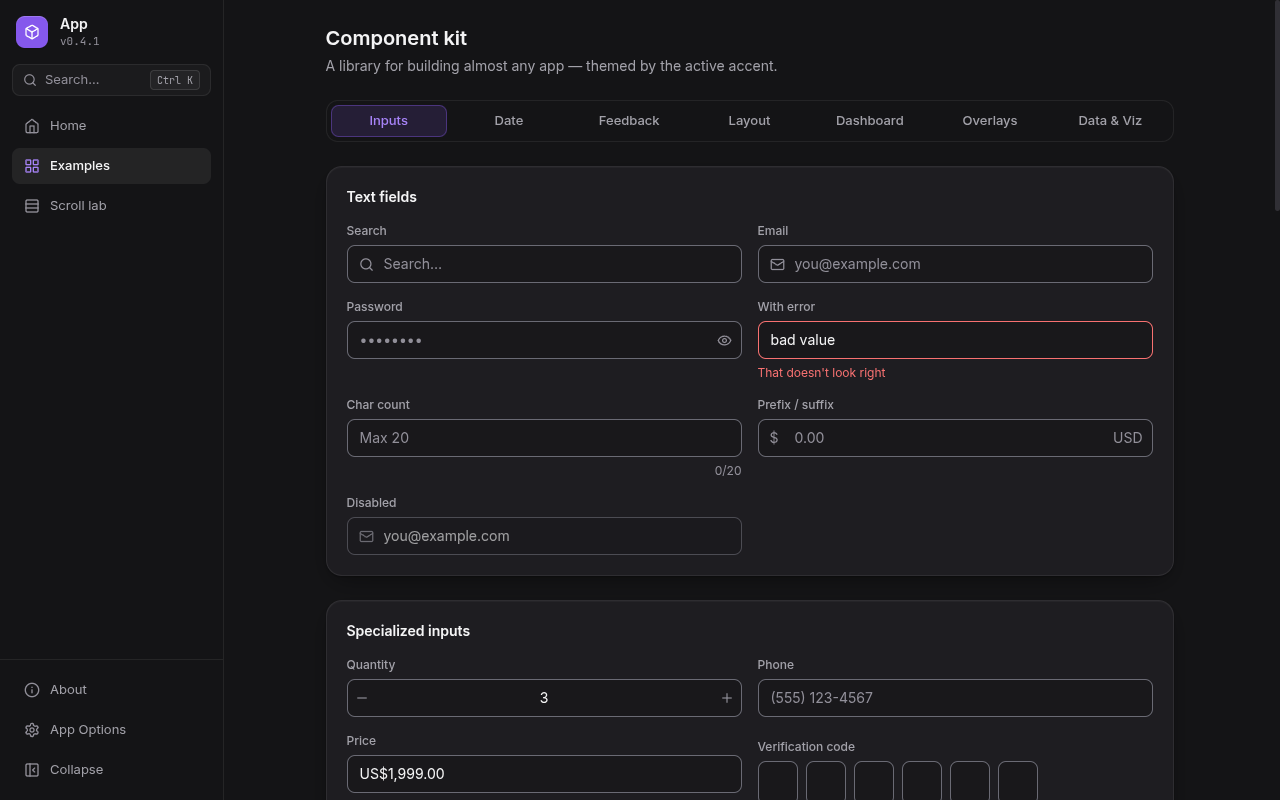 App
v0.4.1
Search...
Ctrl K
Home
Examples
Scroll lab
About
App Options
Collapse
Component kit
A library for building almost any app — themed by the active accent.
Inputs
Date
Feedback
Layout
Dashboard
Overlays
Data & Viz
Text fields
Search
Search...
Email
you@example.com
Password
••••••••
With error
bad value
That doesn't look right
Char count
Max 20
0/20
Prefix / suffix
$ 0.00 USD
Disabled
you@example.com
Specialized inputs
Quantity
3
Phone
(555) 123-4567
Price
US$1,999.00
Verification code